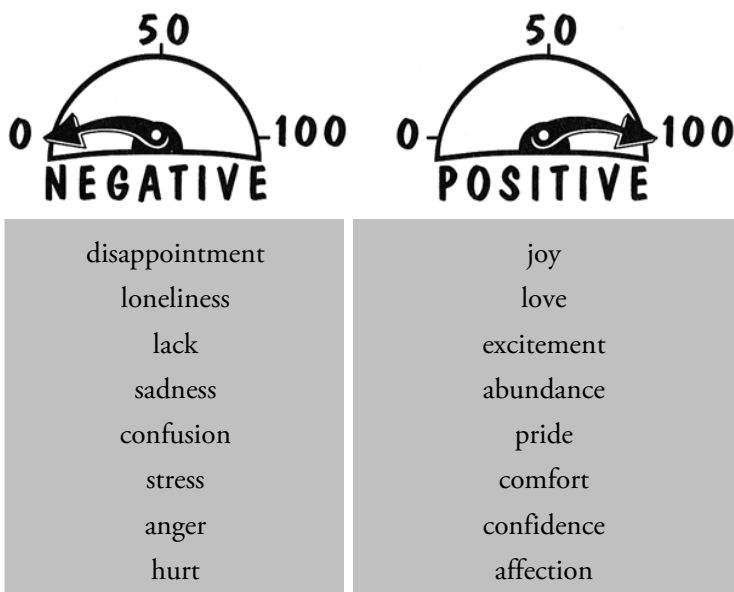 50
50
0
100
0
100
NEGATIVE
POSITIVE
disappointment
loneliness
lack
sadness
confusion
stress
anger
hurt
joy
love
excitement
abundance
pride
comfort
confidence
affection